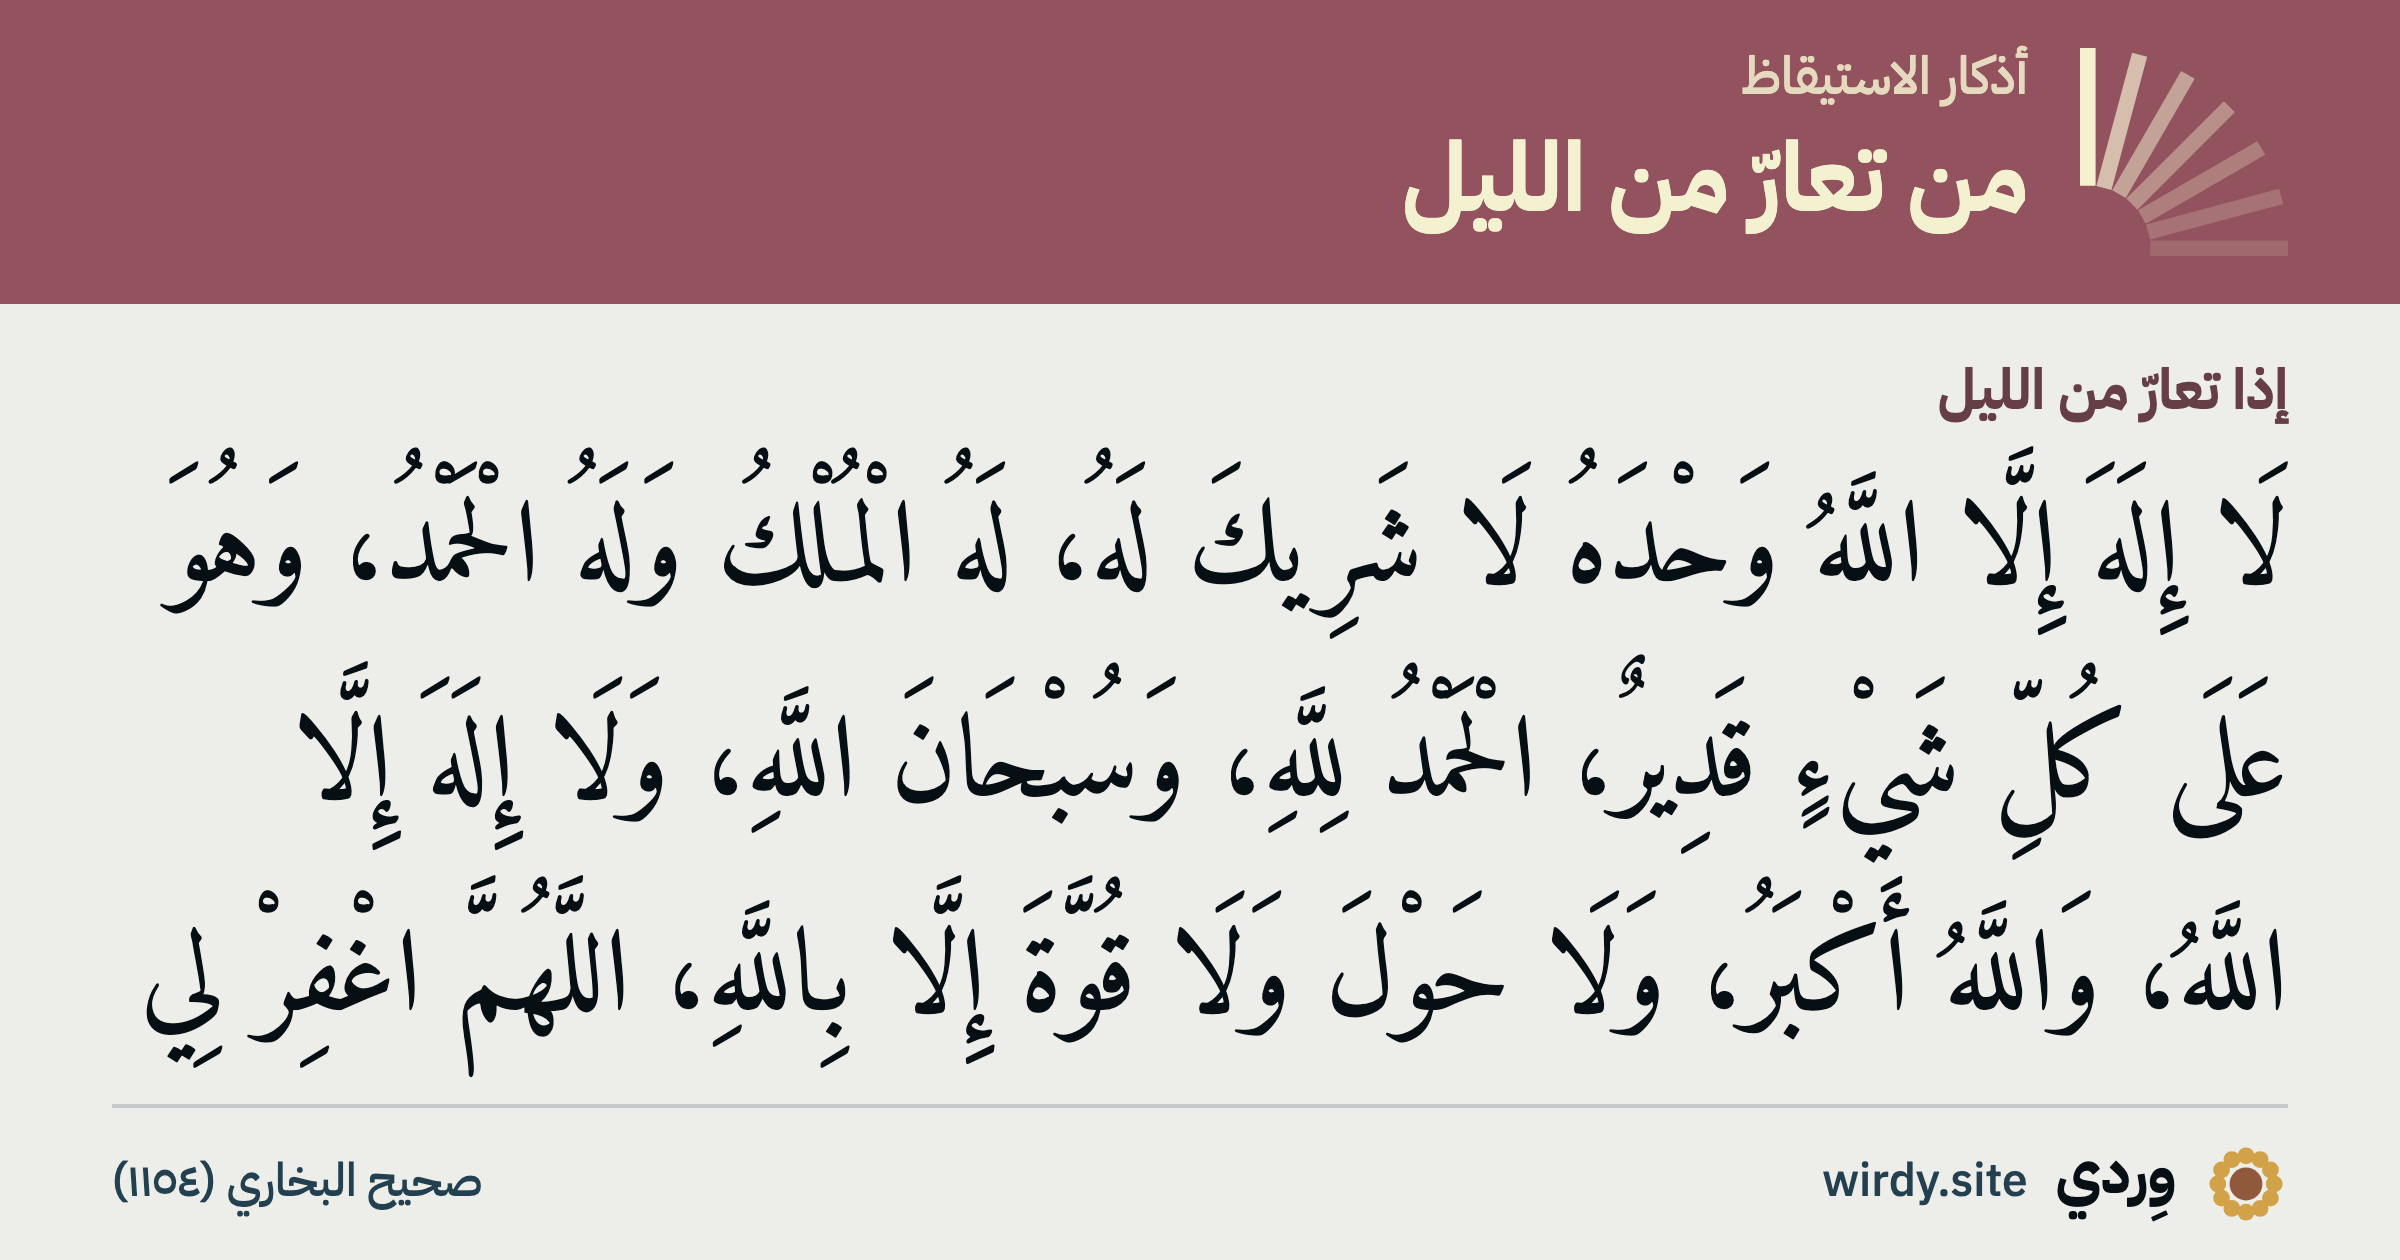 أذكار الاستيقاظ
من تعارّ من الليل
إذا تعارّ من الليل
لَا إِلَهَ إِلَّا اللَّهُ وَحْدَهُ لَا شَرِيكَ لَهُ، لَهُ الْمُلْكُ وَلَهُ الْحَمْدُ، وَهُوَ
عَلَى كُلِّ شَيْءٍ قَدِيرٌ، الْحَمْدُ لِلَّهِ، وَسُبْحَانَ اللَّهِ، وَلَا إِلَهَ إِلَّا
اللَّهُ، وَاللَّهُ أَكْبَرُ، وَلَا حَوْلَ وَلَا قُوَّةَ إِلَّا بِاللَّهِ، اللَّهُمَّ اغْفِرْ لِي
وِردي wirdy.site
صحيح البخاري (١١٥٤)